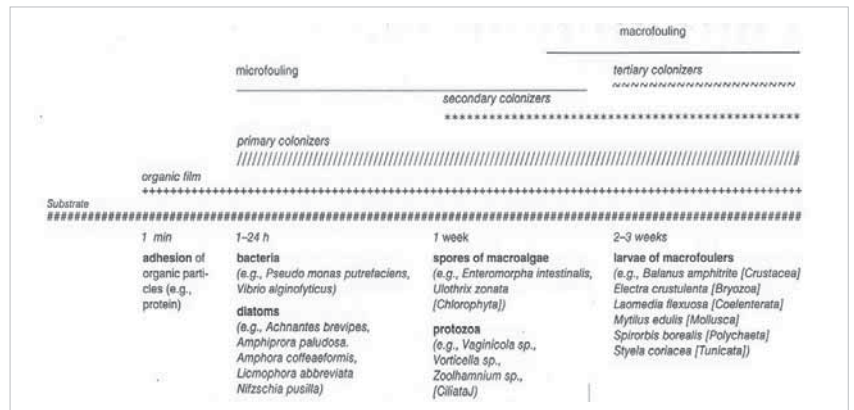 macrofouling
microfouling
tertiary colonizers
~~~~~~~~~~~~~~~~~~~~
secondary colonizers
****************************************
primary colonizers
////////////////////////////////////////////////////////////////////////////////
organic film
++++++++++++++++++++++++++++++++++++++++++++++++++++++++++++++++++++++++++++++++
Substrate
################################################################################
1 min
adhesion of
organic parti-
cles (e.g.,
protein)
1–24 h
bacteria
(e.g., Pseudo monas putrefaciens,
Vibrio alginofyticus)
diatoms
(e.g., Achnantes brevipes,
Amphiprora paludosa.
Amphora coffeaeformis,
Licmophora abbreviata
Nifzschia pusilla)
1 week
spores of macroalgae
(e.g., Enteromorpha intestinalis,
Ulothrix zonata
[Chlorophyta])
protozoa
(e.g., Vaginicola sp.,
Vorticella sp.,
Zoolhamnium sp.,
[CiliataJ)
2–3 weeks
larvae of macrofoulers
(e.g., Balanus amphitrite [Crustacea]
Electra crustulenta [Bryozoa]
Laomedia flexuosa [Coelenterata]
Mytilus edulis [Mollusca]
Spirorbis borealis [Polychaeta]
Styela coriacea [Tunicata])